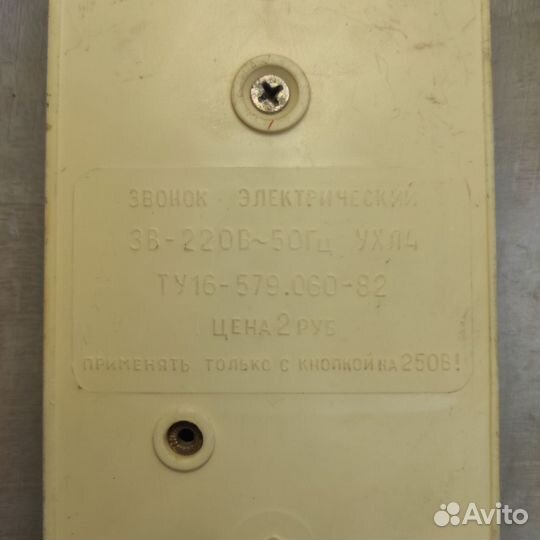 ЗВОНОК ЭЛЕКТРИЧЕСКИЙ
ЗВ-220В~50Гц УХЛ4
ТУ16-579.060-82
ЦЕНА 2 РУБ
ПРИМЕНЯТЬ ТОЛЬКО С КНОПКОЙ НА 250В!
Avito